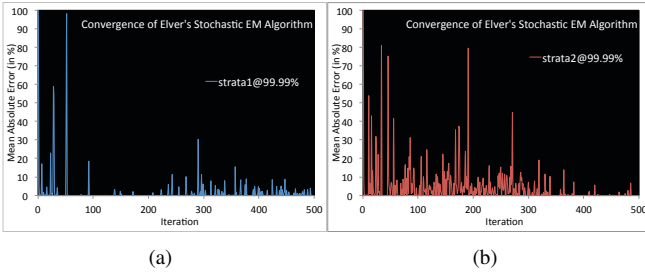 Convergence of Elver's Stochastic EM Algorithm
strata1@99.99%
Mean Absolute Error (in %)
100
90
80
70
60
50
40
30
20
10
0
0 100 200 300 400 500
Iteration
(a)
Convergence of Elver's Stochastic EM Algorithm
strata2@99.99%
Mean Absolute Error (in %)
100
90
80
70
60
50
40
30
20
10
0
0 100 200 300 400 500
Iteration
(b)